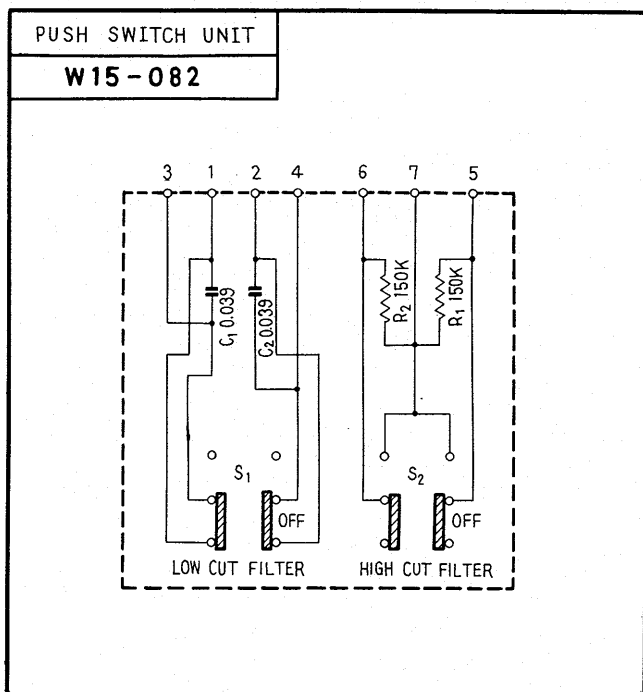 PUSH SWITCH UNIT
W15-082
3 1 2 4 6 7 5
C1 0.039
C2 0.039
R2 150K
R1 150K
S1
S2
OFF
OFF
LOW CUT FILTER
HIGH CUT FILTER